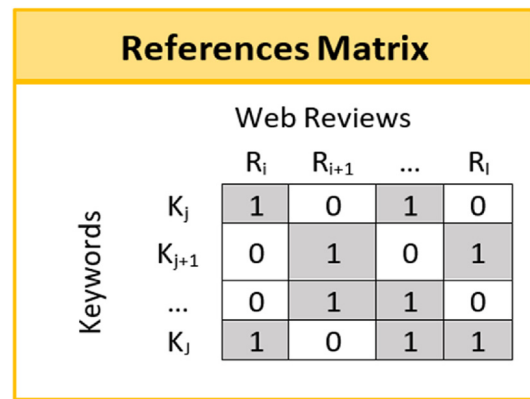 References Matrix
Web Reviews
Rᵢ Rᵢ₊₁ ... Rₗ
Keywords
Kⱼ 1 0 1 0
Kⱼ₊₁ 0 1 0 1
... 0 1 1 0
K_J 1 0 1 1